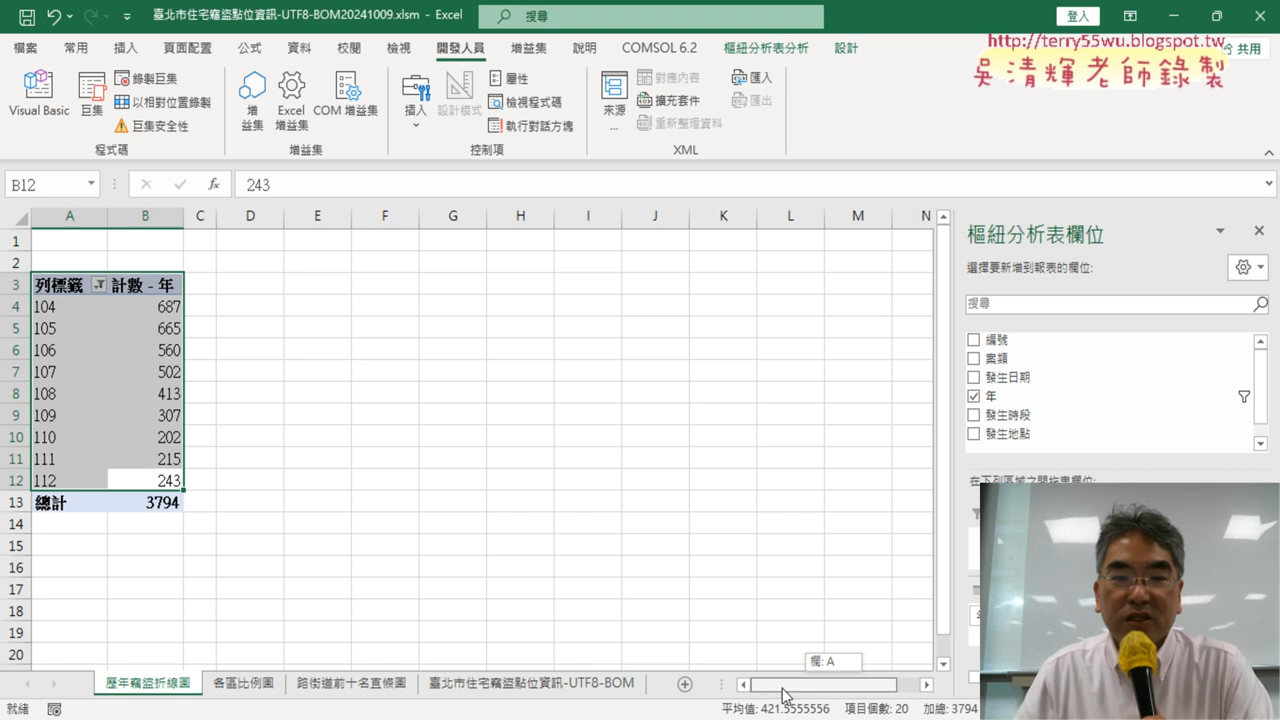 臺北市住宅竊盜點位資訊-UTF8-BOM20241009.xlsm - Excel
搜尋
登入
檔案 常用 插入 頁面配置 公式 資料 校閱 檢視 開發人員 增益集 說明 COMSOL 6.2 樞紐分析表分析 設計
共用
http://terry55wu.blogspot.tw
吳清輝老師錄製
Visual Basic
巨集
錄製巨集
以相對位置錄製
巨集安全性
程式碼
增益集
Excel 增益集
COM 增益集
增益集
插入
設計模式
屬性
檢視程式碼
執行對話方塊
控制項
來源
...
對應內容
擴充套件
重新整理資料
匯入
匯出
XML
B12
fx
243
A B C D E F G H I J K L M N
1
2
3 列標籤 計數 - 年
4 104 687
5 105 665
6 106 560
7 107 502
8 108 413
9 109 307
10 110 202
11 111 215
12 112 243
13 總計 3794
14
15
16
17
18
19
20
樞紐分析表欄位
選擇要新增到報表的欄位:
搜尋
編號
案類
發生日期
年
發生時段
發生地點
在下列區域之間拖曳欄位:
欄: A
歷年竊盜折線圖 各區比例圖 路街道前十名直條圖 臺北市住宅竊盜點位資訊-UTF8-BOM
就緒
平均值: 421.5555556 項目個數: 20 加總: 3794